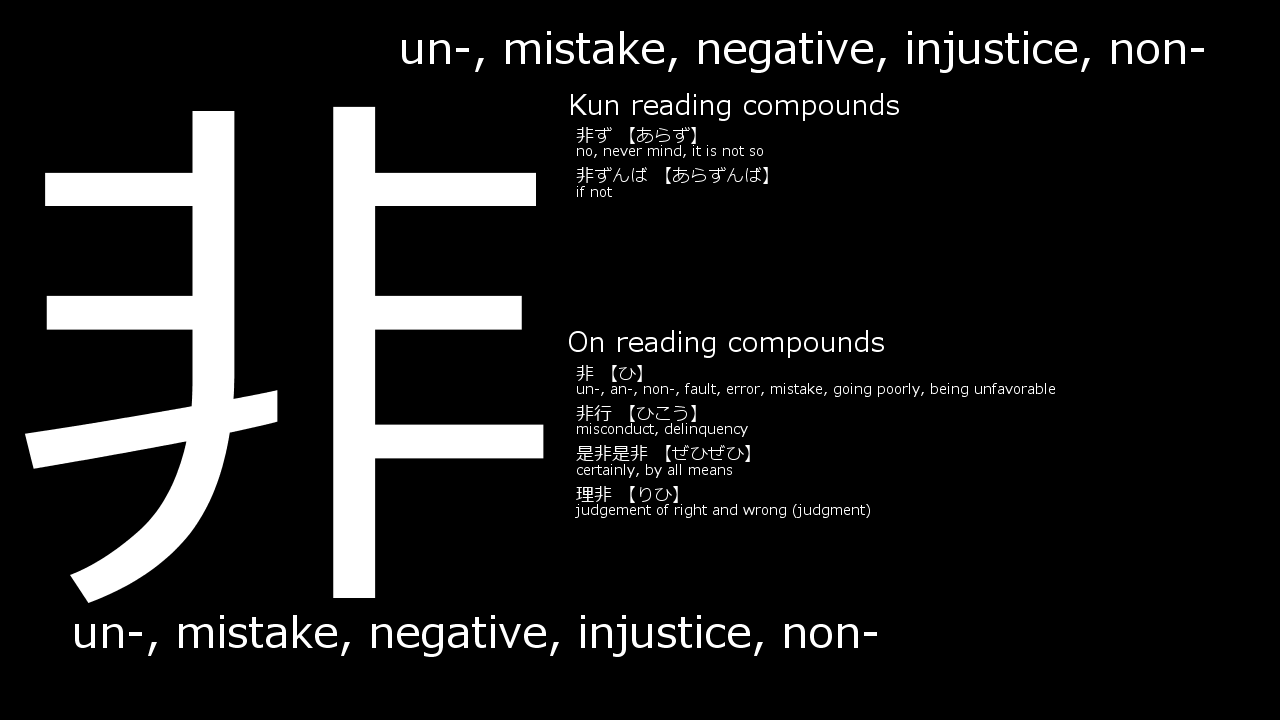 un-, mistake, negative, injustice, non-
非
Kun reading compounds
非ず 【あらず】
no, never mind, it is not so
非ずんば 【あらずんば】
if not
On reading compounds
非 【ひ】
un-, an-, non-, fault, error, mistake, going poorly, being unfavorable
非行 【ひこう】
misconduct, delinquency
是非是非 【ぜひぜひ】
certainly, by all means
理非 【りひ】
judgement of right and wrong (judgment)
un-, mistake, negative, injustice, non-